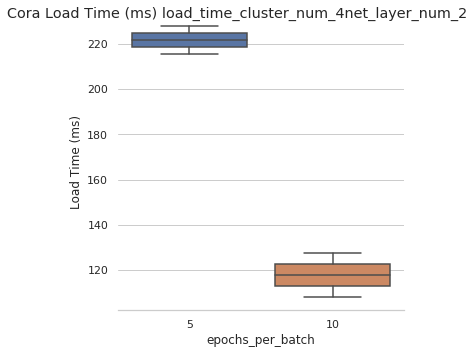 Cora Load Time (ms) load_time_cluster_num_4net_layer_num_2
220
200
180
160
140
120
Load Time (ms)
5 10
epochs_per_batch